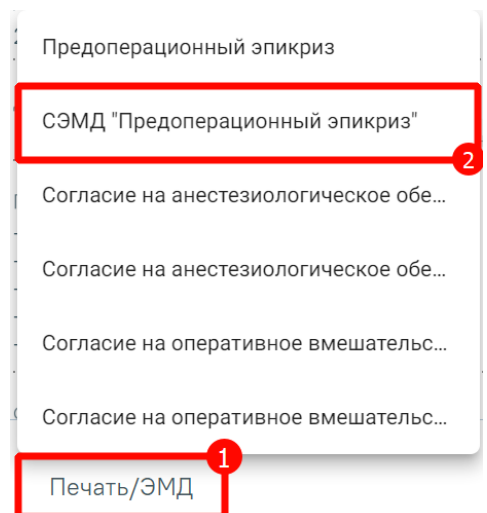 Предоперационный эпикриз
СЭМД "Предоперационный эпикриз"
2
Согласие на анестезиологическое обе...
Согласие на анестезиологическое обе...
Согласие на оперативное вмешательс...
Согласие на оперативное вмешательс...
1
Печать/ЭМД